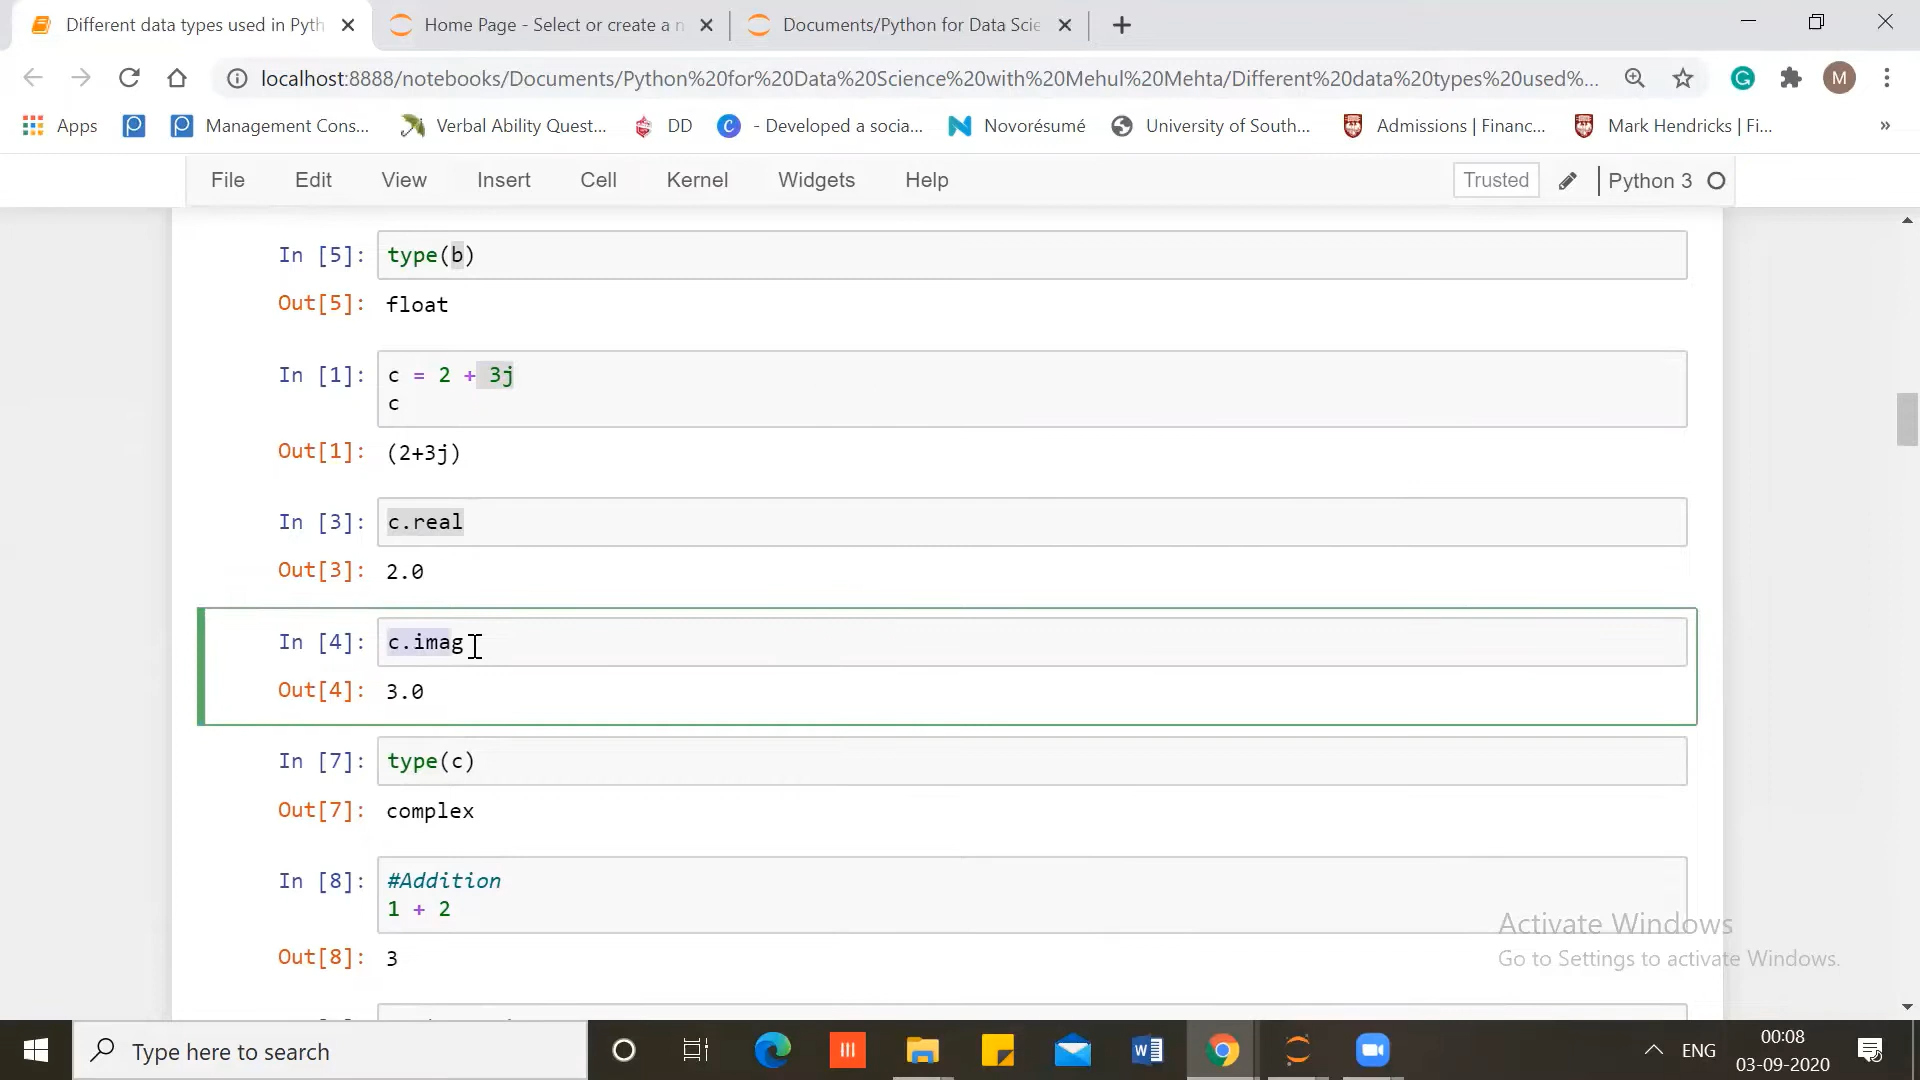 Different data types used in Pyth
Home Page - Select or create a n
Documents/Python for Data Scie
localhost:8888/notebooks/Documents/Python%20for%20Data%20Science%20with%20Mehul%20Mehta/Different%20data%20types%20used%...
M
Apps
Management Cons...
Verbal Ability Quest...
DD
- Developed a socia...
Novorésumé
University of South...
Admissions | Financ...
Mark Hendricks | Fi...
»
File Edit View Insert Cell Kernel Widgets Help
Trusted
Python 3
In [5]: type(b)
Out[5]: float
In [1]: c = 2 + 3j
c
Out[1]: (2+3j)
In [3]: c.real
Out[3]: 2.0
In [4]: c.imag
Out[4]: 3.0
In [7]: type(c)
Out[7]: complex
In [8]: #Addition
1 + 2
Out[8]: 3
Activate Windows
Go to Settings to activate Windows.
Type here to search
ENG
00:08
03-09-2020